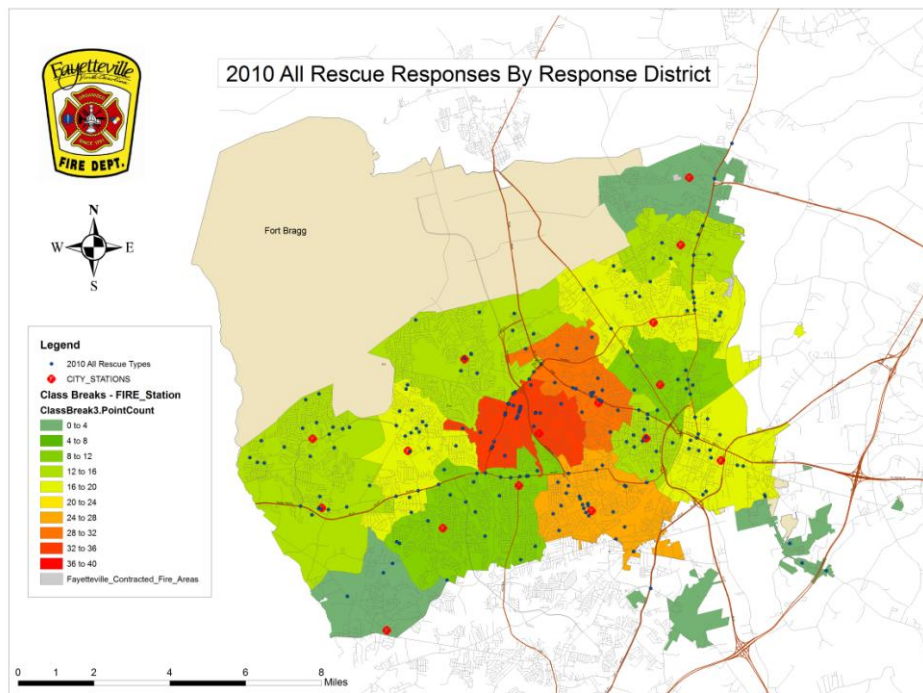 2010 All Rescue Responses By Response District
Fayetteville
North Carolina
FIRE DEPT.
N
W
E
S
Fort Bragg
Legend
2010 All Rescue Types
CITY_STATIONS
Class Breaks - FIRE_Station
ClassBreak3.PointCount
0 to 4
4 to 8
8 to 12
12 to 16
16 to 20
20 to 24
24 to 28
28 to 32
32 to 36
36 to 40
Fayetteville_Contracted_Fire_Areas
0 2 4 6 8
Miles